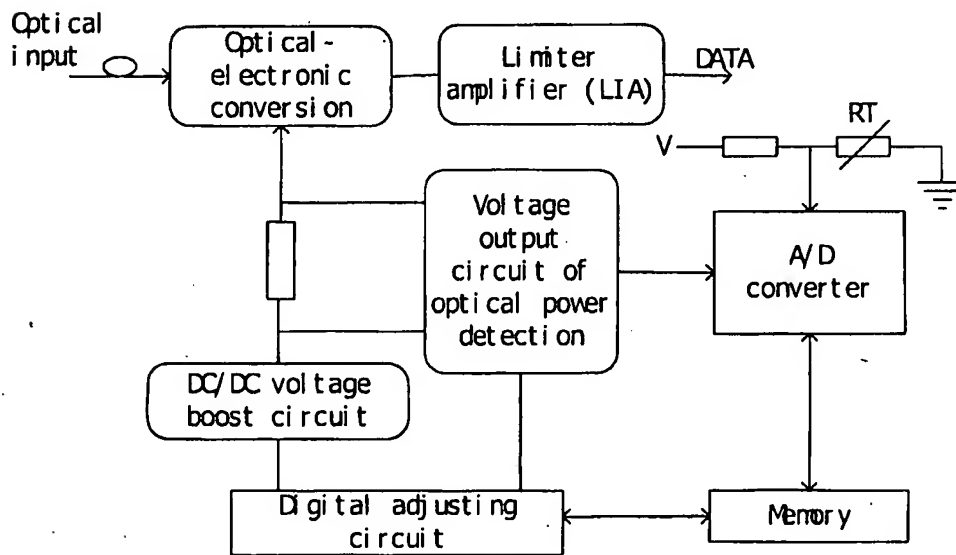 Optical
input
Optical-
electronic
conversion
Limiter
amplifier (LIA)
DATA
RT
V
Voltage
output
circuit of
optical power
detection
A/D
converter
DC/DC voltage
boost circuit
Digital adjusting
circuit
Memory